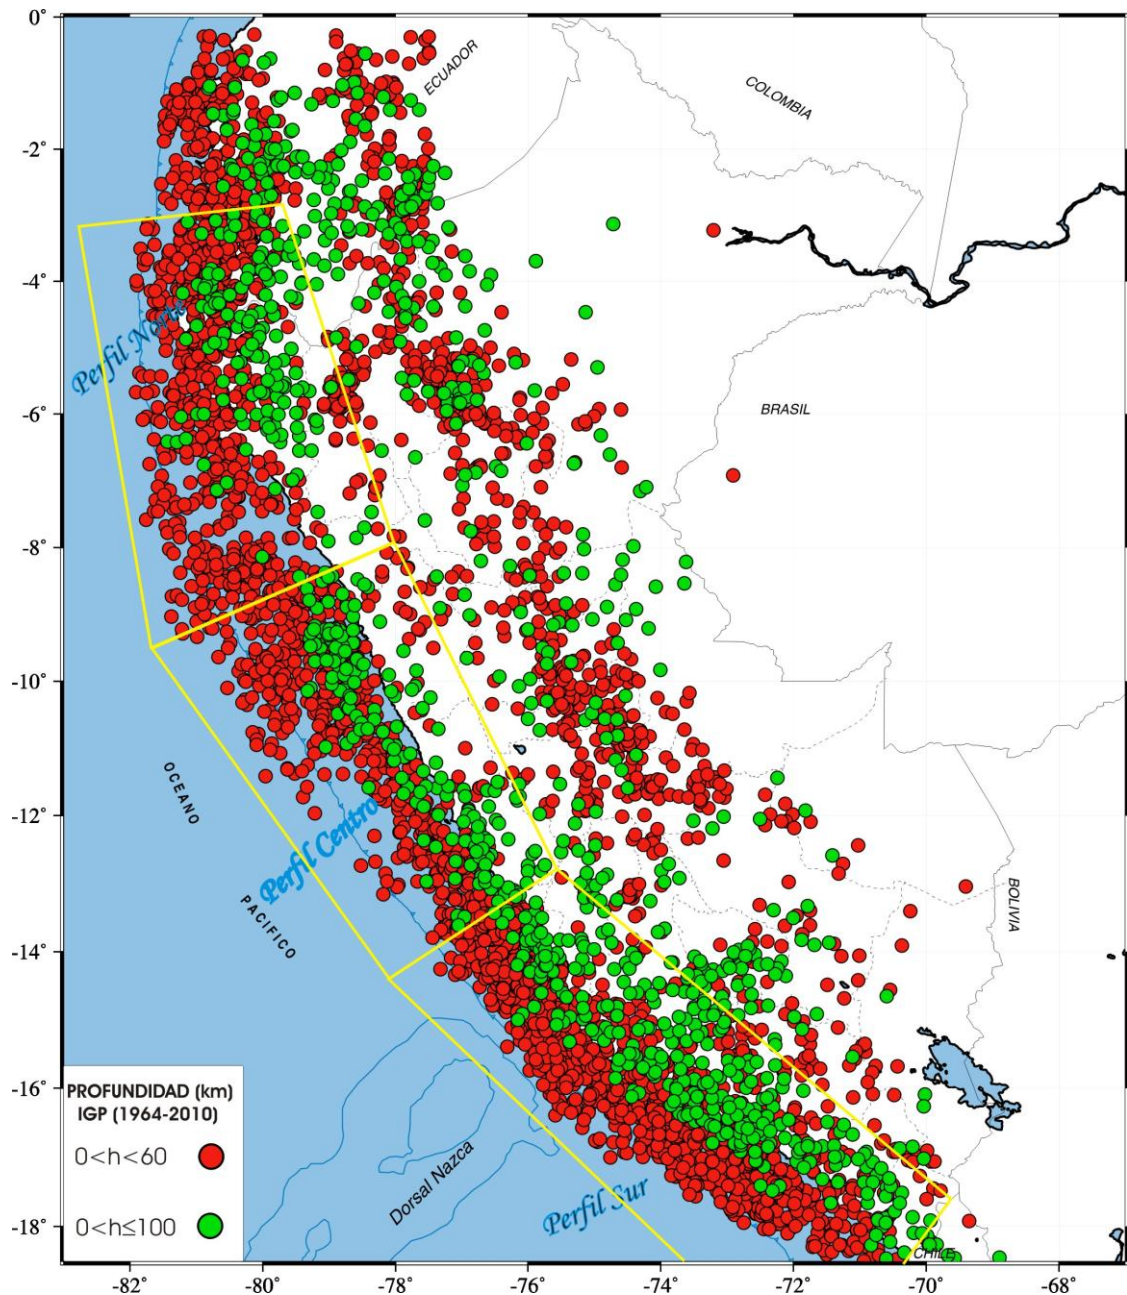 0°
-2°
-4°
-6°
-8°
-10°
-12°
-14°
-16°
-18°
ECUADOR
COLOMBIA
BRASIL
Perfil Norte
OCEANO
PACIFICO
Perfil Centro
BOLIVIA
Dorsal Nazca
Perfil Sur
CHILE
PROFUNDIDAD (km)
IGP (1964-2010)
0<h<60
0<h≤100
-82
-80
-78
-76
-74
-72
-70
-68